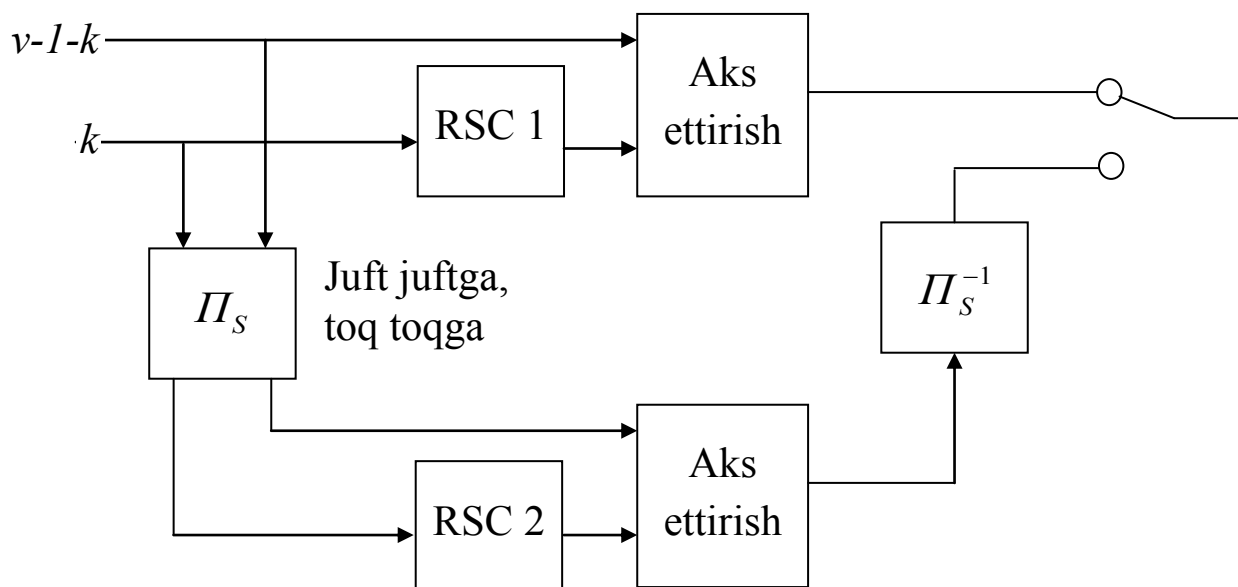 v-1-k
k
RSC 1
Aks
ettirish
Π_S
Juft juftga,
toq toqga
Π_S^{-1}
RSC 2
Aks
ettirish